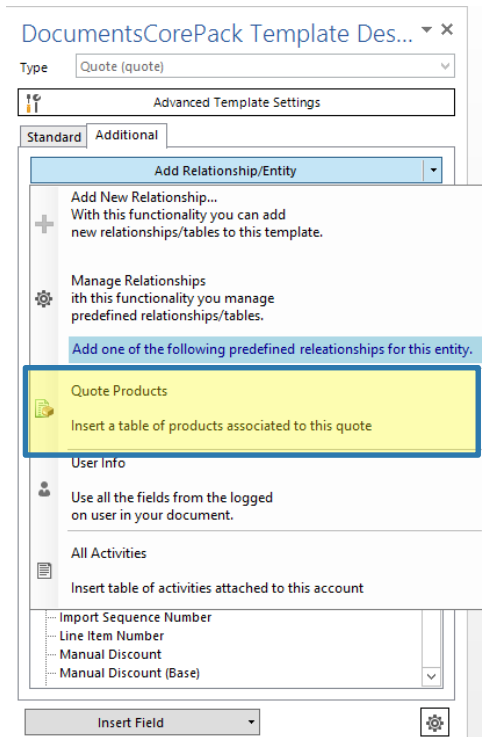 DocumentsCorePack Template Des...
Type Quote (quote)
Advanced Template Settings
Standard Additional
Add Relationship/Entity
Add New Relationship...
With this functionality you can add
new relationships/tables to this template.
Manage Relationships
ith this functionality you manage
predefined relationships/tables.
Add one of the following predefined releationships for this entity.
Quote Products
Insert a table of products associated to this quote
User Info
Use all the fields from the logged
on user in your document.
All Activities
Insert table of activities attached to this account
Import Sequence Number
Line Item Number
Manual Discount
Manual Discount (Base)
Insert Field